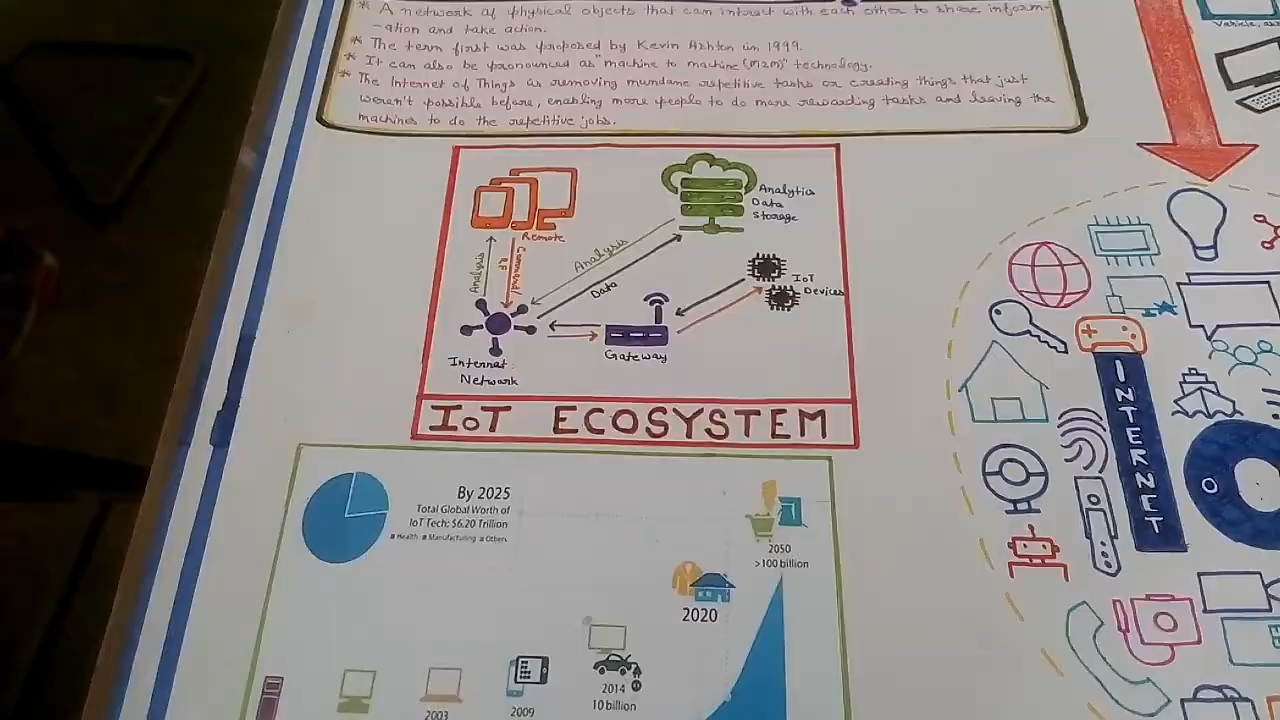 * A network of physical objects that can intract with each other to share inform-
-ation and take action.
* The term first was proposed by Kevin Ashton in 1999.
* It can also be pronounced as "machine to machine (M2M)" technology.
* The Internet of Things is removing mundane repetitive tasks or creating things that just
weren't possible before, enabling more people to do more rewarding tasks and leaving the
machines to do the repetitive jobs.
Remote
Analytics
Data
Storage
Analysis
Command
RF
Analysis
Data
IoT
Devices
Gateway
Internet
Network
IoT ECOSYSTEM
By 2025
Total Global Worth of
IoT Tech: $6.20 Trillion
Health Manufacturing Others
2050
>100 billion
2020
2014
10 billion
2009
2003
INTERNET
O